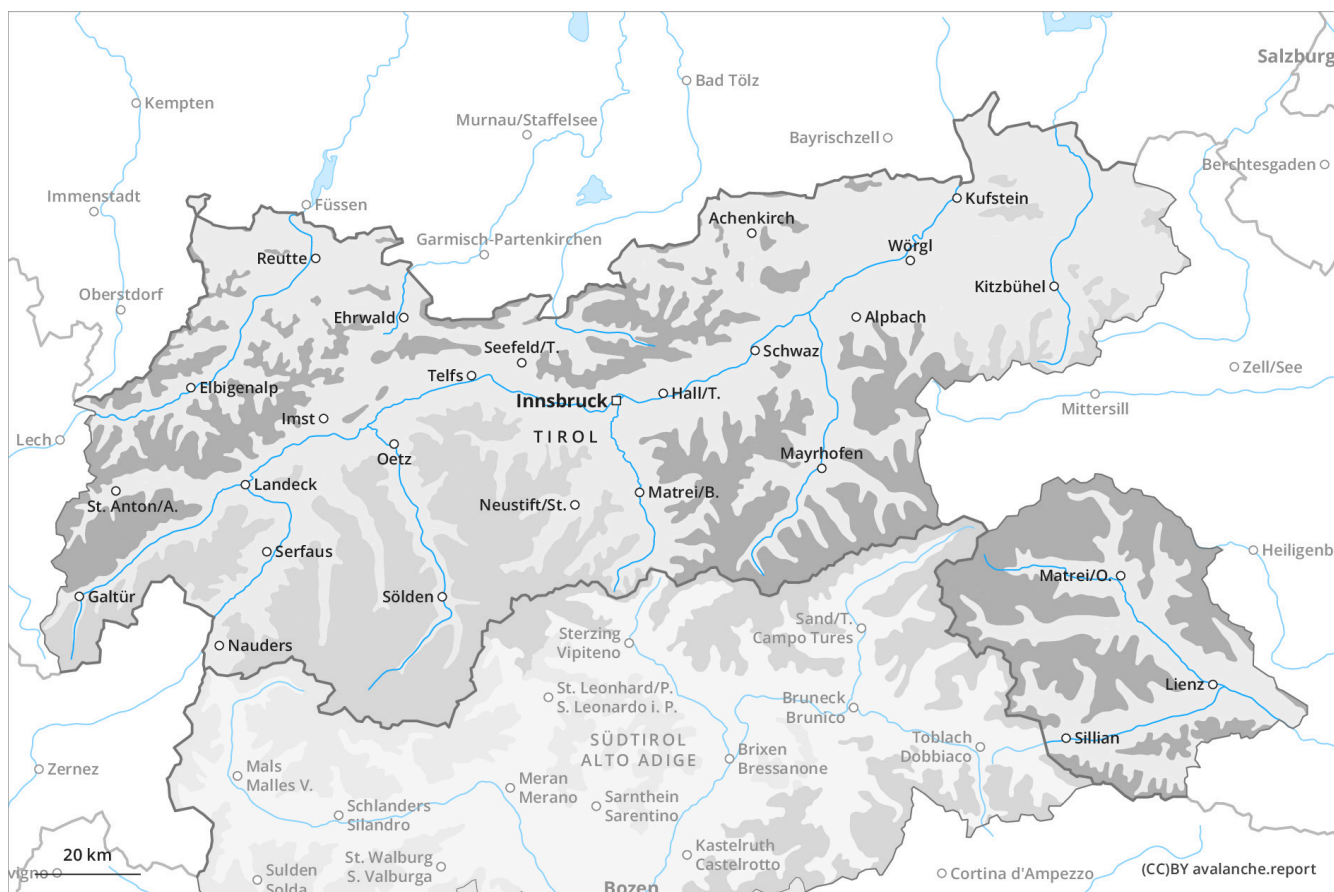 Salzburg
Bad Tölz
Kempten
Murnau/Staffelsee
Bayrischzell
Berchtesgaden
Immenstadt
Füssen
Kufstein
Achenkirch
Garmisch-Partenkirchen
Wörgl
Reutte
Kitzbühel
Oberstdorf
Ehrwald
Alpbach
Seefeld/T.
Schwaz
Zell/See
Telfs
Elbigenalp
Hall/T.
Innsbruck
Mittersill
Imst
Lech
TIROL
Oetz
Mayrhofen
Landeck
Matrei/B.
St. Anton/A.
Neustift/St.
Serfaus
Heiligenb
Matrei/O.
Galtür
Sölden
Sand/T.
Campo Tures
Sterzing
Vipiteno
Nauders
Lienz
St. Leonhard/P.
S. Leonardo i. P.
Bruneck
Brunico
Sillian
SÜDTIROL
ALTO ADIGE
Toblach
Dobbiaco
Brixen
Bressanone
Zernez
Mals
Malles V.
Meran
Merano
Sarnthein
Sarentino
Schlanders
Silandro
Kastelruth
Castelrotto
20 km
St. Walburg
S. Valburga
vigno
Sulden
Solda
Cortina d'Ampezzo
(CC)BY avalanche.report
Bozen